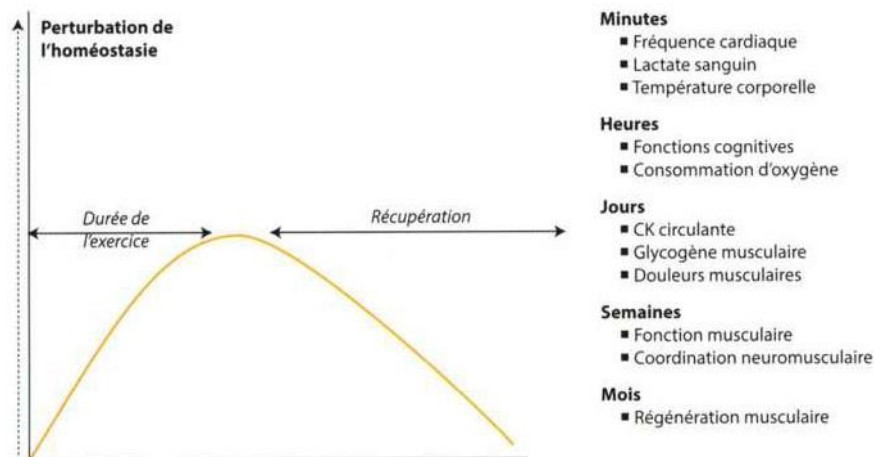 Perturbation de
l'homéostasie
Durée de
l'exercice
Récupération
Minutes
■ Fréquence cardiaque
■ Lactate sanguin
■ Température corporelle
Heures
■ Fonctions cognitives
■ Consommation d'oxygène
Jours
■ CK circulante
■ Glycogène musculaire
■ Douleurs musculaires
Semaines
■ Fonction musculaire
■ Coordination neuromusculaire
Mois
■ Régénération musculaire